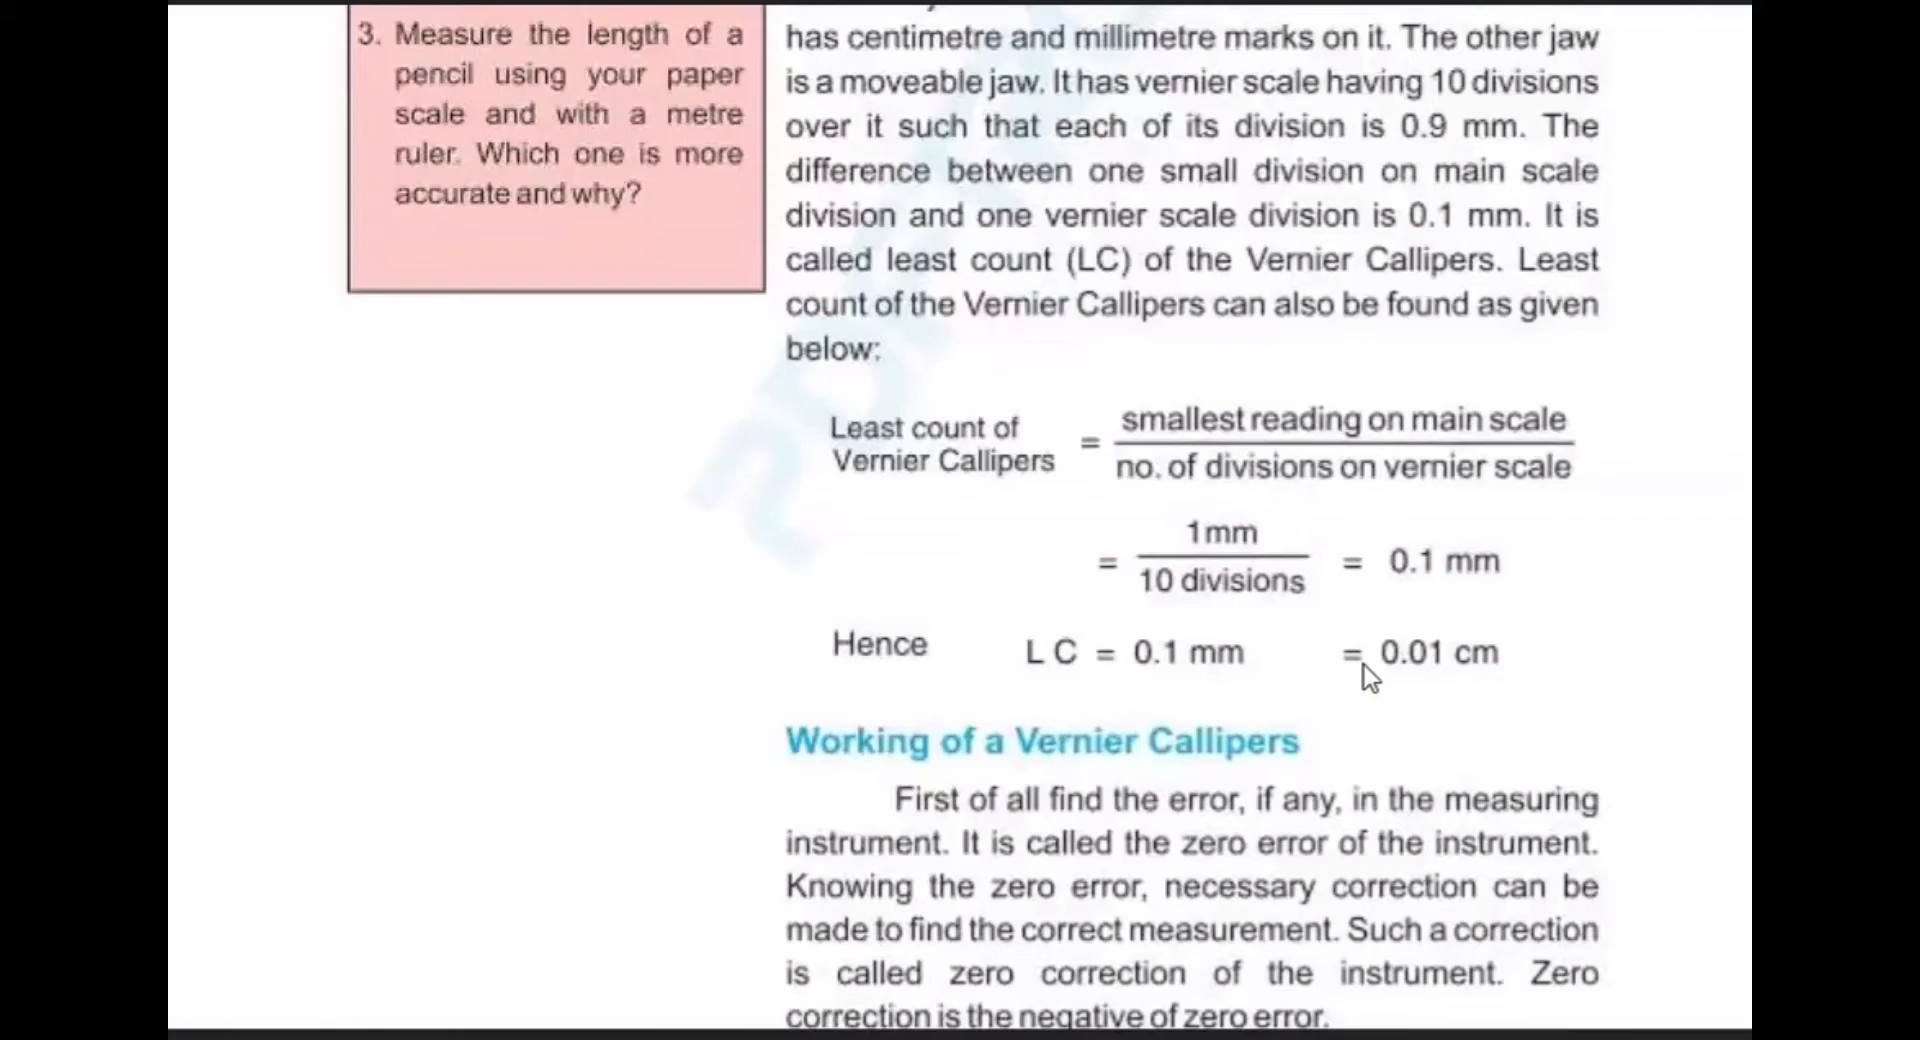 3. Measure the length of a
pencil using your paper
scale and with a metre
ruler. Which one is more
accurate and why?
has centimetre and millimetre marks on it. The other jaw
is a moveable jaw. It has vernier scale having 10 divisions
over it such that each of its division is 0.9 mm. The
difference between one small division on main scale
division and one vernier scale division is 0.1 mm. It is
called least count (LC) of the Vernier Callipers. Least
count of the Vernier Callipers can also be found as given
below:
Least count of
Vernier Callipers
= smallest reading on main scale
no. of divisions on vernier scale
= 1mm
10 divisions
= 0.1 mm
Hence L C = 0.1 mm = 0.01 cm
Working of a Vernier Callipers
First of all find the error, if any, in the measuring
instrument. It is called the zero error of the instrument.
Knowing the zero error, necessary correction can be
made to find the correct measurement. Such a correction
is called zero correction of the instrument. Zero
correction is the negative of zero error.